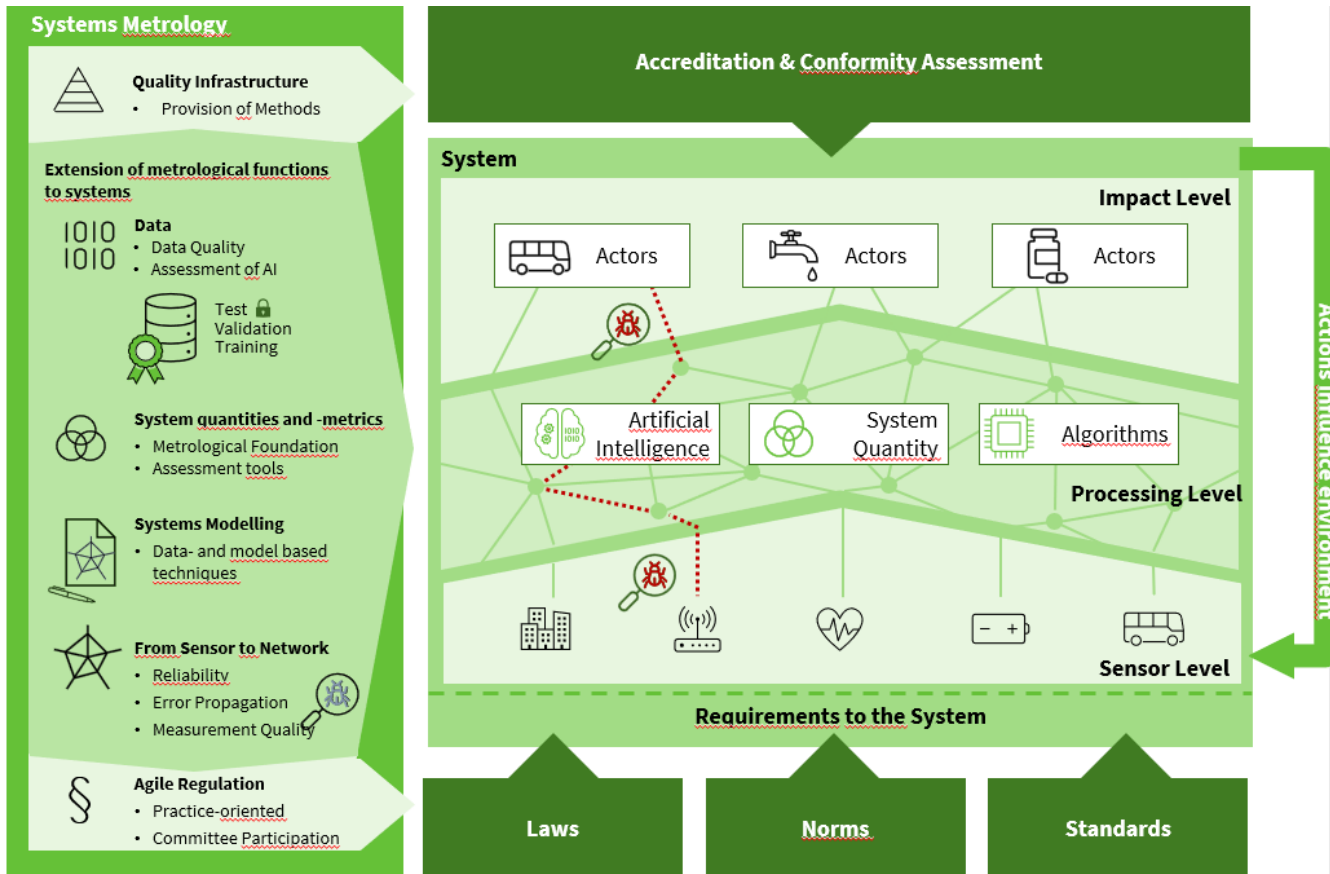 Systems Metrology
Quality Infrastructure
• Provision of Methods
Extension of metrological functions
to systems
1010
1010
Data
• Data Quality
• Assessment of AI
Test
Validation
Training
System quantities and -metrics
• Metrological Foundation
• Assessment tools
Systems Modelling
• Data- and model based
techniques
From Sensor to Network
• Reliability
• Error Propagation
• Measurement Quality
§
Agile Regulation
• Practice-oriented
• Committee Participation
Accreditation & Conformity Assessment
System
Impact Level
Actors
Actors
Actors
1010
1010
Artificial
Intelligence
System
Quantity
Algorithms
Processing Level
− +
Sensor Level
Requirements to the System
Laws
Norms
Standards
Actions influence environment